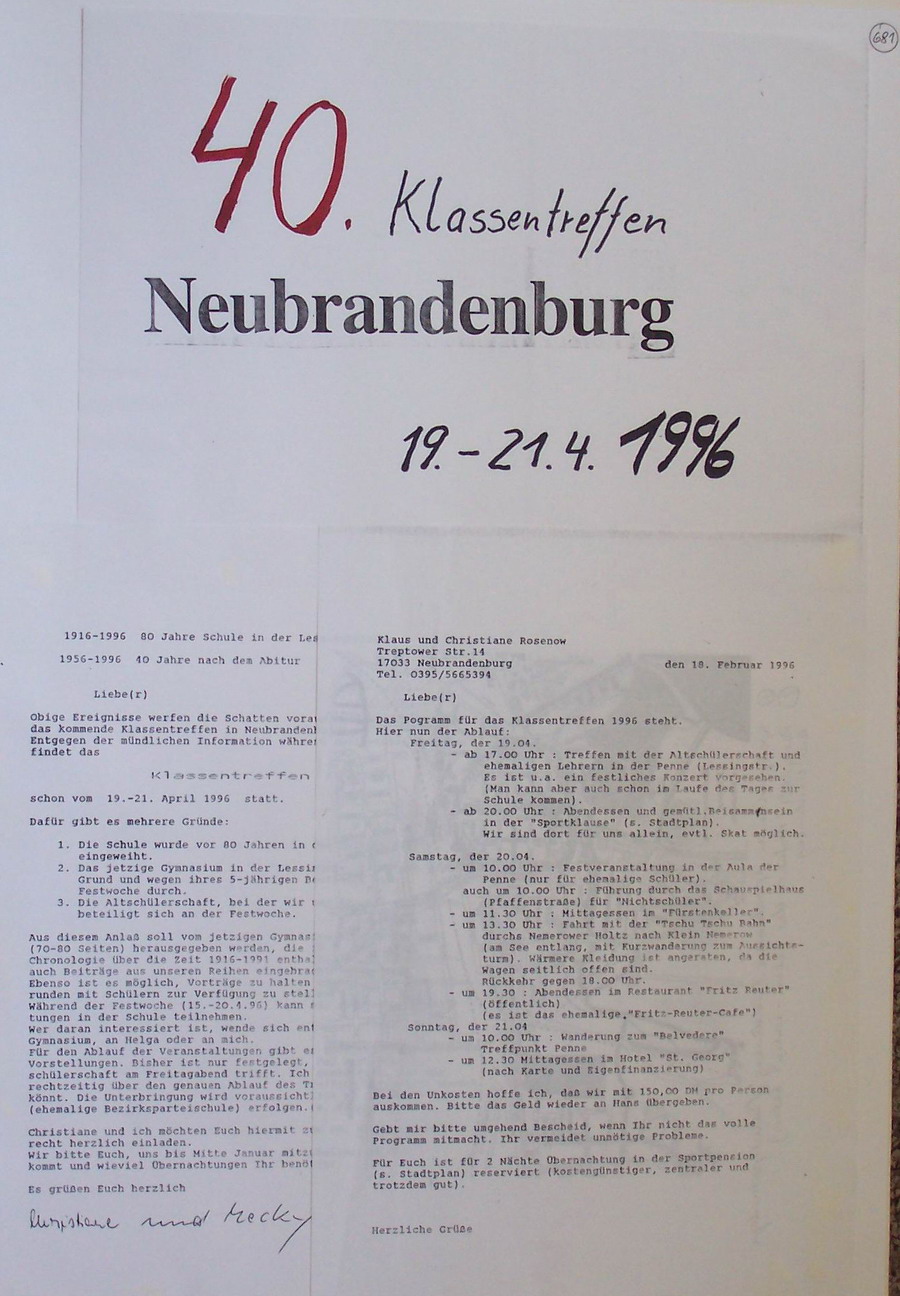 681
40. Klassentreffen
Neubrandenburg
19.-21.4. 1996
1916-1996 80 Jahre Schule in der Les
1956-1996 40 Jahre nach dem Abitur
Liebe(r)
Obige Ereignisse werfen die Schatten vora
das kommende Klassentreffen in Neubranden
Entgegen der mündlichen Information währe
findet das
Klassentreffen
schon vom 19.-21. April 1996 statt.
Dafür gibt es mehrere Gründe:
1. Die Schule wurde vor 80 Jahren in
eingeweiht.
2. Das jetzige Gymnasium in der Lessi
Grund und wegen ihres 5-jährigen Be
Festwoche durch.
3. Die Altschülerschaft, bei der wir
beteiligt sich an der Festwoche.
Aus diesem Anlaß soll vom jetzigen Gymnas
(70-80 Seiten) herausgegeben werden, die
Chronologie über die Zeit 1916-1991 entha
auch Beiträge aus unseren Reihen eingebrac
Ebenso ist es möglich, Vorträge zu halten
runden mit Schülern zur Verfügung zu stel
Während der Festwoche (15.-20.4.96) kann
tungen in der Schule teilnehmen.
Wer daran interessiert ist, wende sich ent
Gymnasium, an Helga oder an mich.
Für den Ablauf der Veranstaltungen gibt e
Vorstellungen. Bisher ist nur festgelegt,
schülerschaft am Freitagabend trifft. Ich
rechtzeitig über den genauen Ablauf des T
könnt. Die Unterbringung wird voraussicht
(ehemalige Bezirksparteischule) erfolgen.
Christiane und ich möchten Euch hiermit z
recht herzlich einladen.
Wir bitte Euch, uns bis Mitte Januar mitz
kommt und wieviel Übernachtungen Ihr benöt
Es grüßen Euch herzlich
Christiane und Mecky
Klaus und Christiane Rosenow
Treptower Str.14
17033 Neubrandenburg den 18. Februar 1996
Tel. 0395/5665394
Liebe(r)
Das Pogramm für das Klassentreffen 1996 steht.
Hier nun der Ablauf:
Freitag, der 19.04.
- ab 17.00 Uhr : Treffen mit der Altschülerschaft und
ehemaligen Lehrern in der Penne (Lessingstr.).
Es ist u.a. ein festliches Konzert vorgesehen.
(Man kann aber auch schon im Laufe des Tages zur
Schule kommen).
- ab 20.00 Uhr : Abendessen und gemütl.Beisammensein
in der "Sportklause" (s. Stadtplan).
Wir sind dort für uns allein, evtl. Skat möglich.
Samstag, der 20.04.
- um 10.00 Uhr : Festveranstaltung in der Aula der
Penne (nur für ehemalige Schüler).
auch um 10.00 Uhr : Führung durch das Schauspielhaus
(Pfaffenstraße) für "Nichtschüler".
- um 11.30 Uhr : Mittagessen im "Fürstenkeller".
- um 13.30 Uhr : Fahrt mit der "Tschu Tschu Bahn"
durchs Nemerower Holtz nach Klein Nemerow
(am See entlang, mit Kurzwanderung zum Aussichts-
turm). Wärmere Kleidung ist angeraten, da die
Wagen seitlich offen sind.
Rückkehr gegen 18.00 Uhr.
- um 19.30 : Abendessen im Restaurant "Fritz Reuter"
(öffentlich)
(es ist das ehemalige "Fritz-Reuter-Cafe")
Sonntag, der 21.04
- um 10.00 Uhr : Wanderung zum "Belvedere"
Treffpunkt Penne
- um 12.30 Mittagessen im Hotel "St. Georg"
(nach Karte und Eigenfinanzierung)
Bei den Unkosten hoffe ich, daß wir mit 150,00 DM pro Person
auskommen. Bitte das Geld wieder an Hans übergeben.
Gebt mir bitte umgehend Bescheid, wenn Ihr nicht das volle
Programm mitmacht. Ihr vermeidet unnötige Probleme.
Für Euch ist für 2 Nächte Übernachtung in der Sportpension
(s. Stadtplan) reserviert (kostengünstiger, zentraler und
trotzdem gut).
Herzliche Grüße